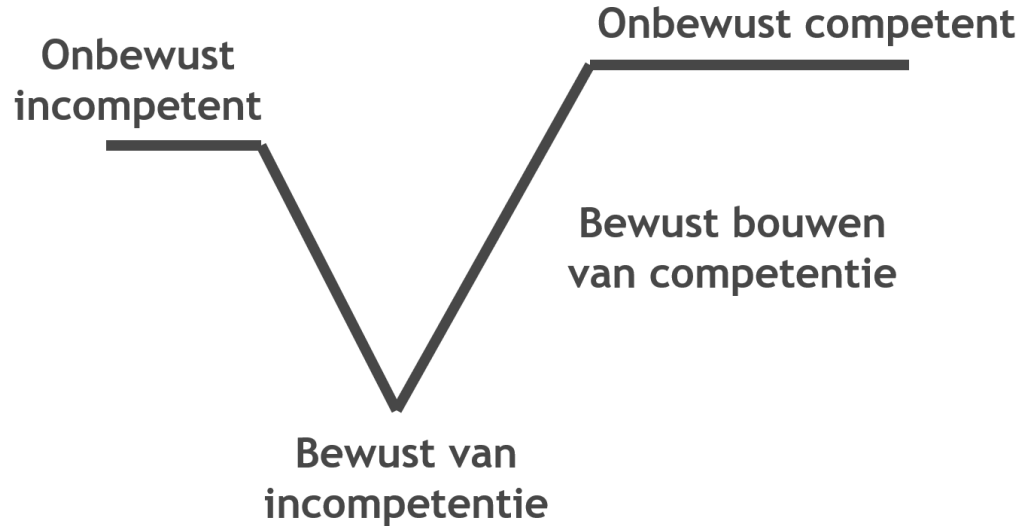 Onbewust
incompetent
Onbewust competent
Bewust bouwen
van competentie
Bewust van
incompetentie